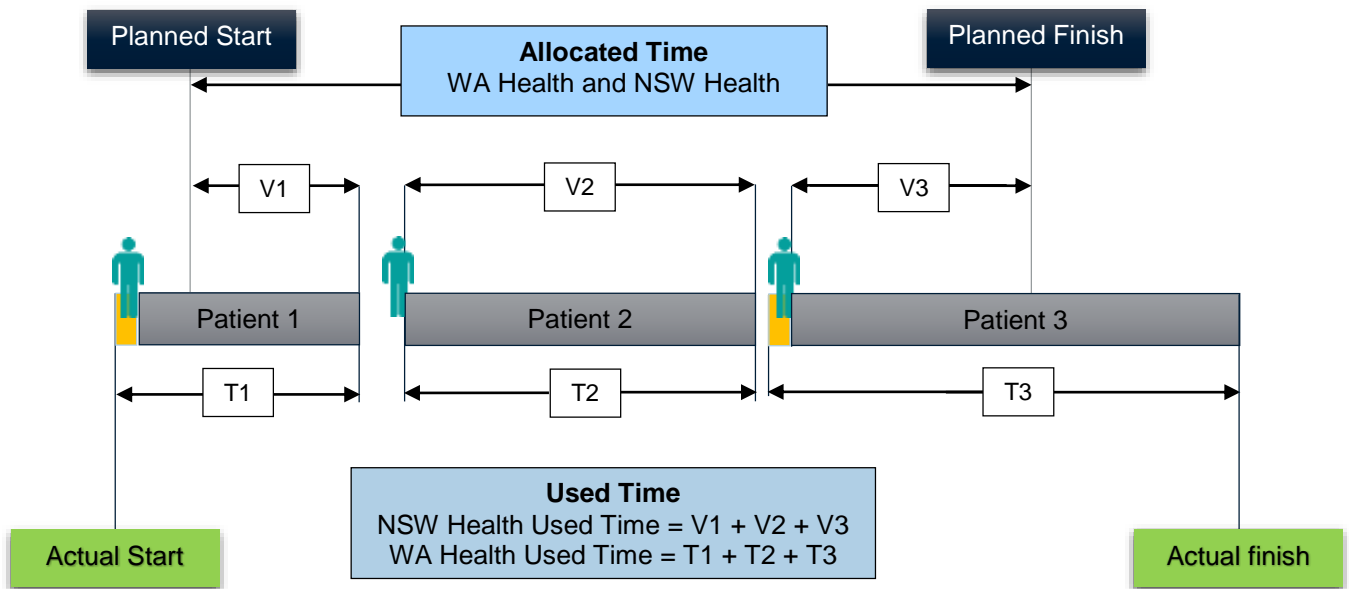 Planned Start
Planned Finish
Allocated Time
WA Health and NSW Health
V1
V2
V3
Patient 1
Patient 2
Patient 3
T1
T2
T3
Used Time
NSW Health Used Time = V1 + V2 + V3
WA Health Used Time = T1 + T2 + T3
Actual Start
Actual finish